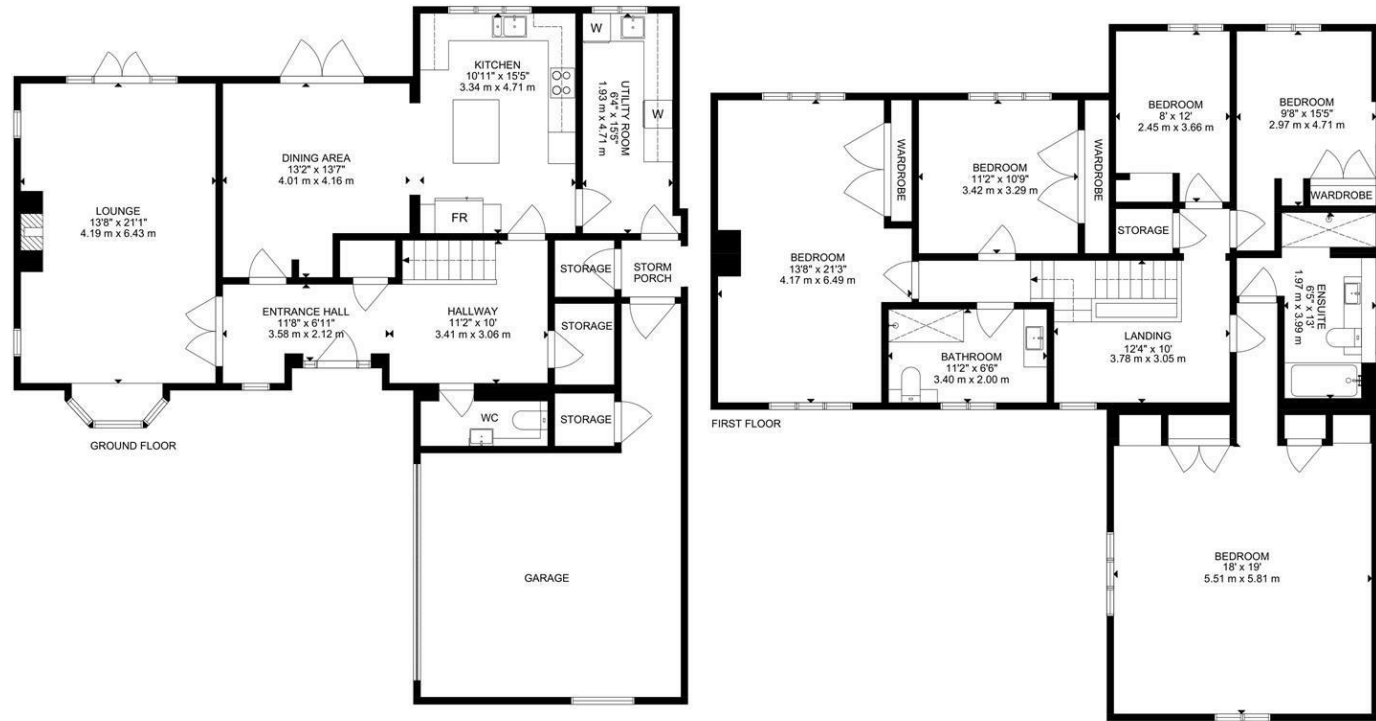 LOUNGE
13'8" x 21'1"
4.19 m x 6.43 m
DINING AREA
13'2" x 13'7"
4.01 m x 4.16 m
KITCHEN
10'11" x 15'5"
3.34 m x 4.71 m
FR
W
W
UTILITY ROOM
6'4" x 15'5"
1.93 m x 4.71 m
ENTRANCE HALL
11'8" x 6'11"
3.58 m x 2.12 m
HALLWAY
11'2" x 10'
3.41 m x 3.06 m
STORAGE
STORM
PORCH
STORAGE
STORAGE
WC
GARAGE
GROUND FLOOR
BEDROOM
13'8" x 21'3"
4.17 m x 6.49 m
WARDROBE
BEDROOM
11'2" x 10'9"
3.42 m x 3.29 m
WARDROBE
BEDROOM
8' x 12'
2.45 m x 3.66 m
BEDROOM
9'8" x 15'5"
2.97 m x 4.71 m
WARDROBE
STORAGE
BATHROOM
11'2" x 6'6"
3.40 m x 2.00 m
LANDING
12'4" x 10'
3.78 m x 3.05 m
ENSUITE
6'5" x 13'
1.97 m x 3.99 m
BEDROOM
18' x 19'
5.51 m x 5.81 m
FIRST FLOOR